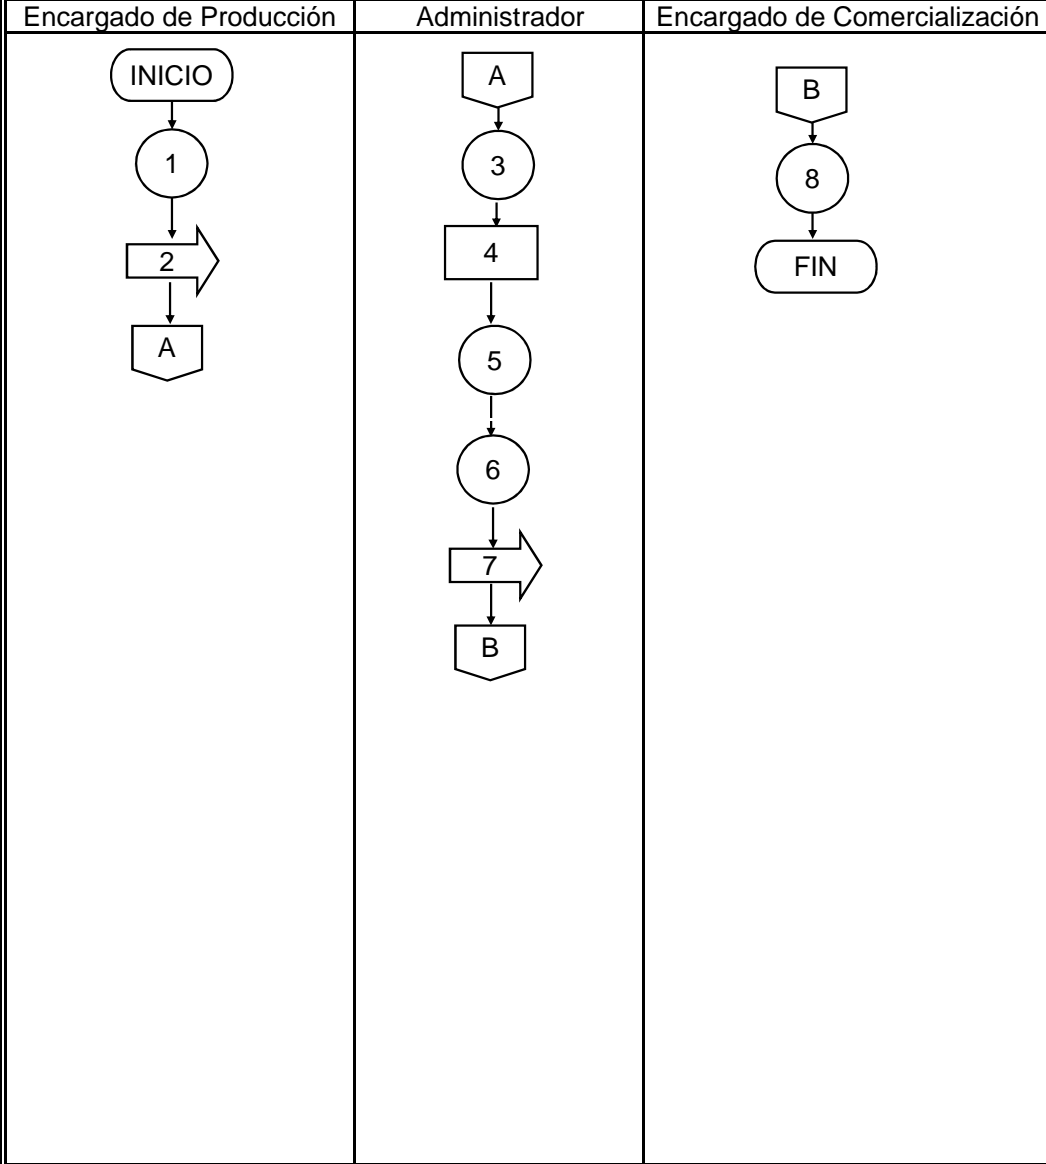 Encargado de Producción
Administrador
Encargado de Comercialización
INICIO
1
2
A
A
3
4
5
6
7
B
B
8
FIN